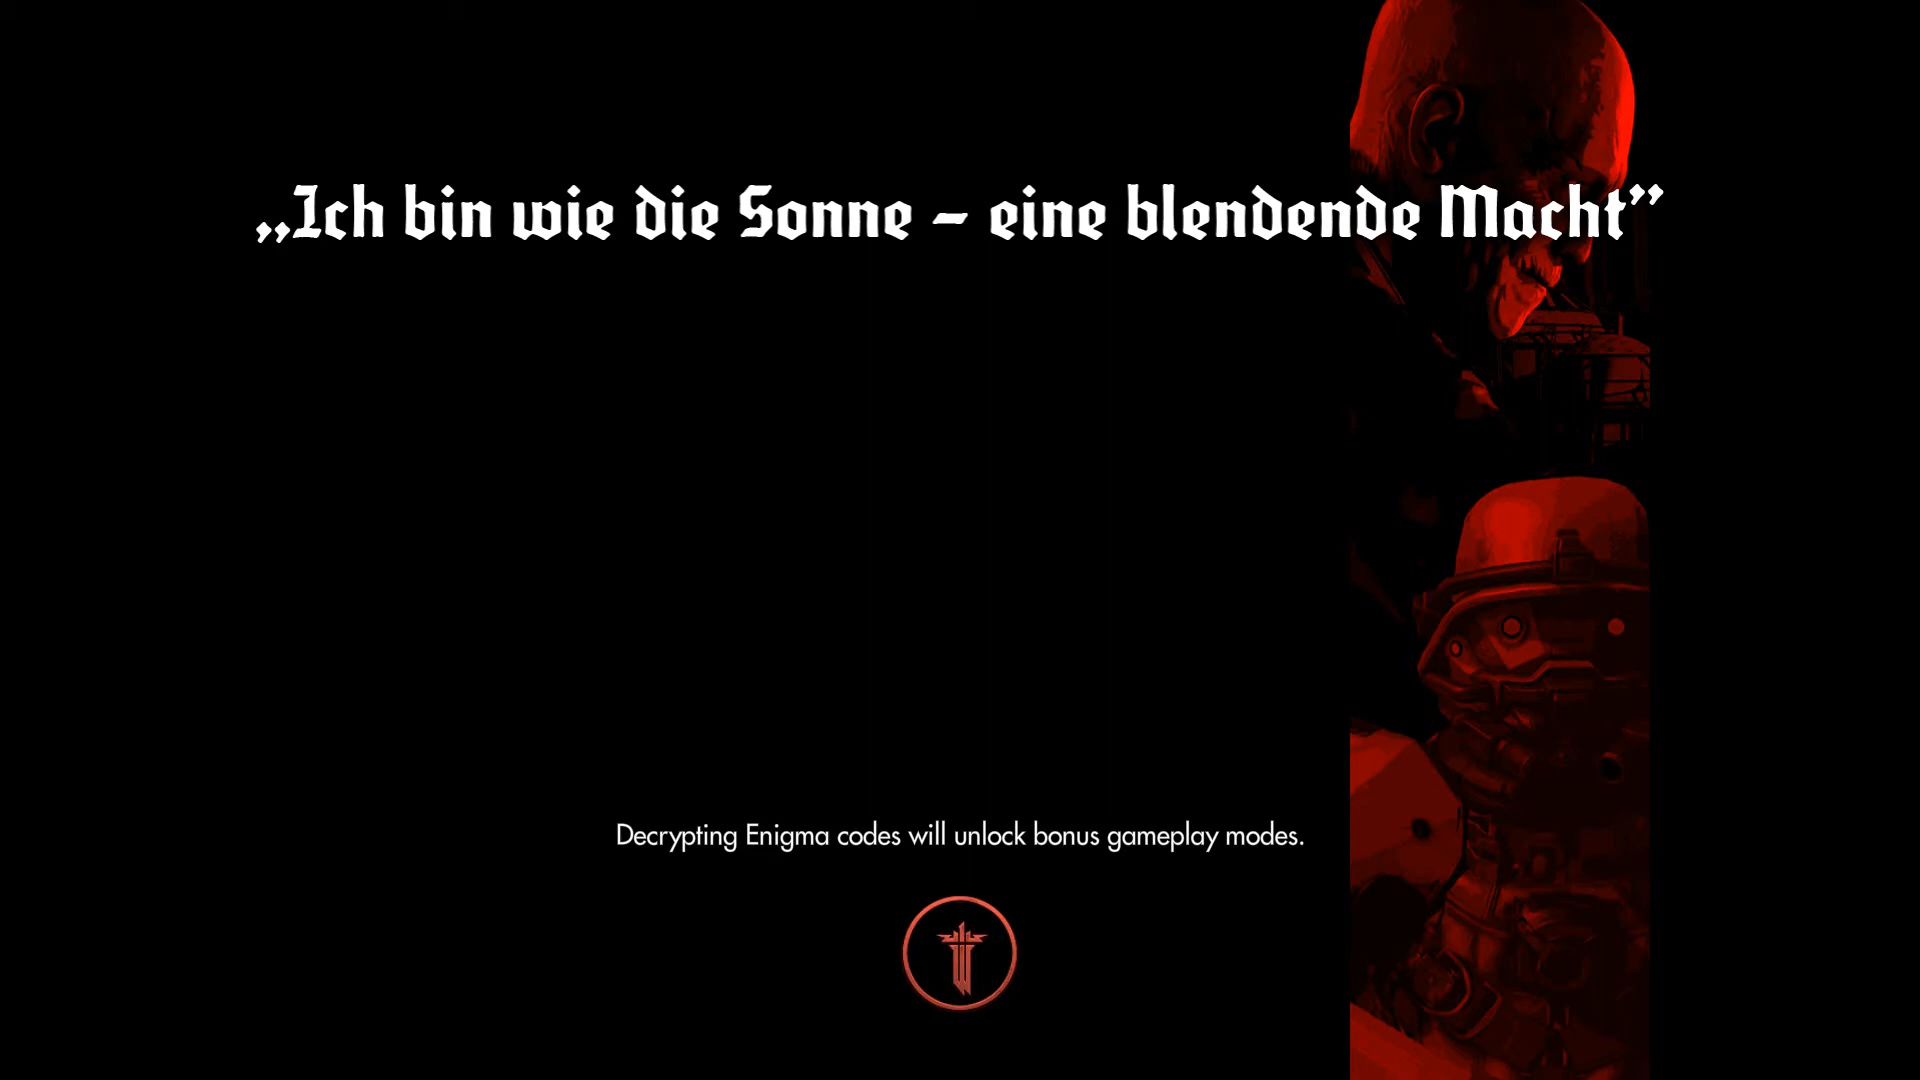 „Ich bin wie die Sonne – eine blendende Macht”
Decrypting Enigma codes will unlock bonus gameplay modes.